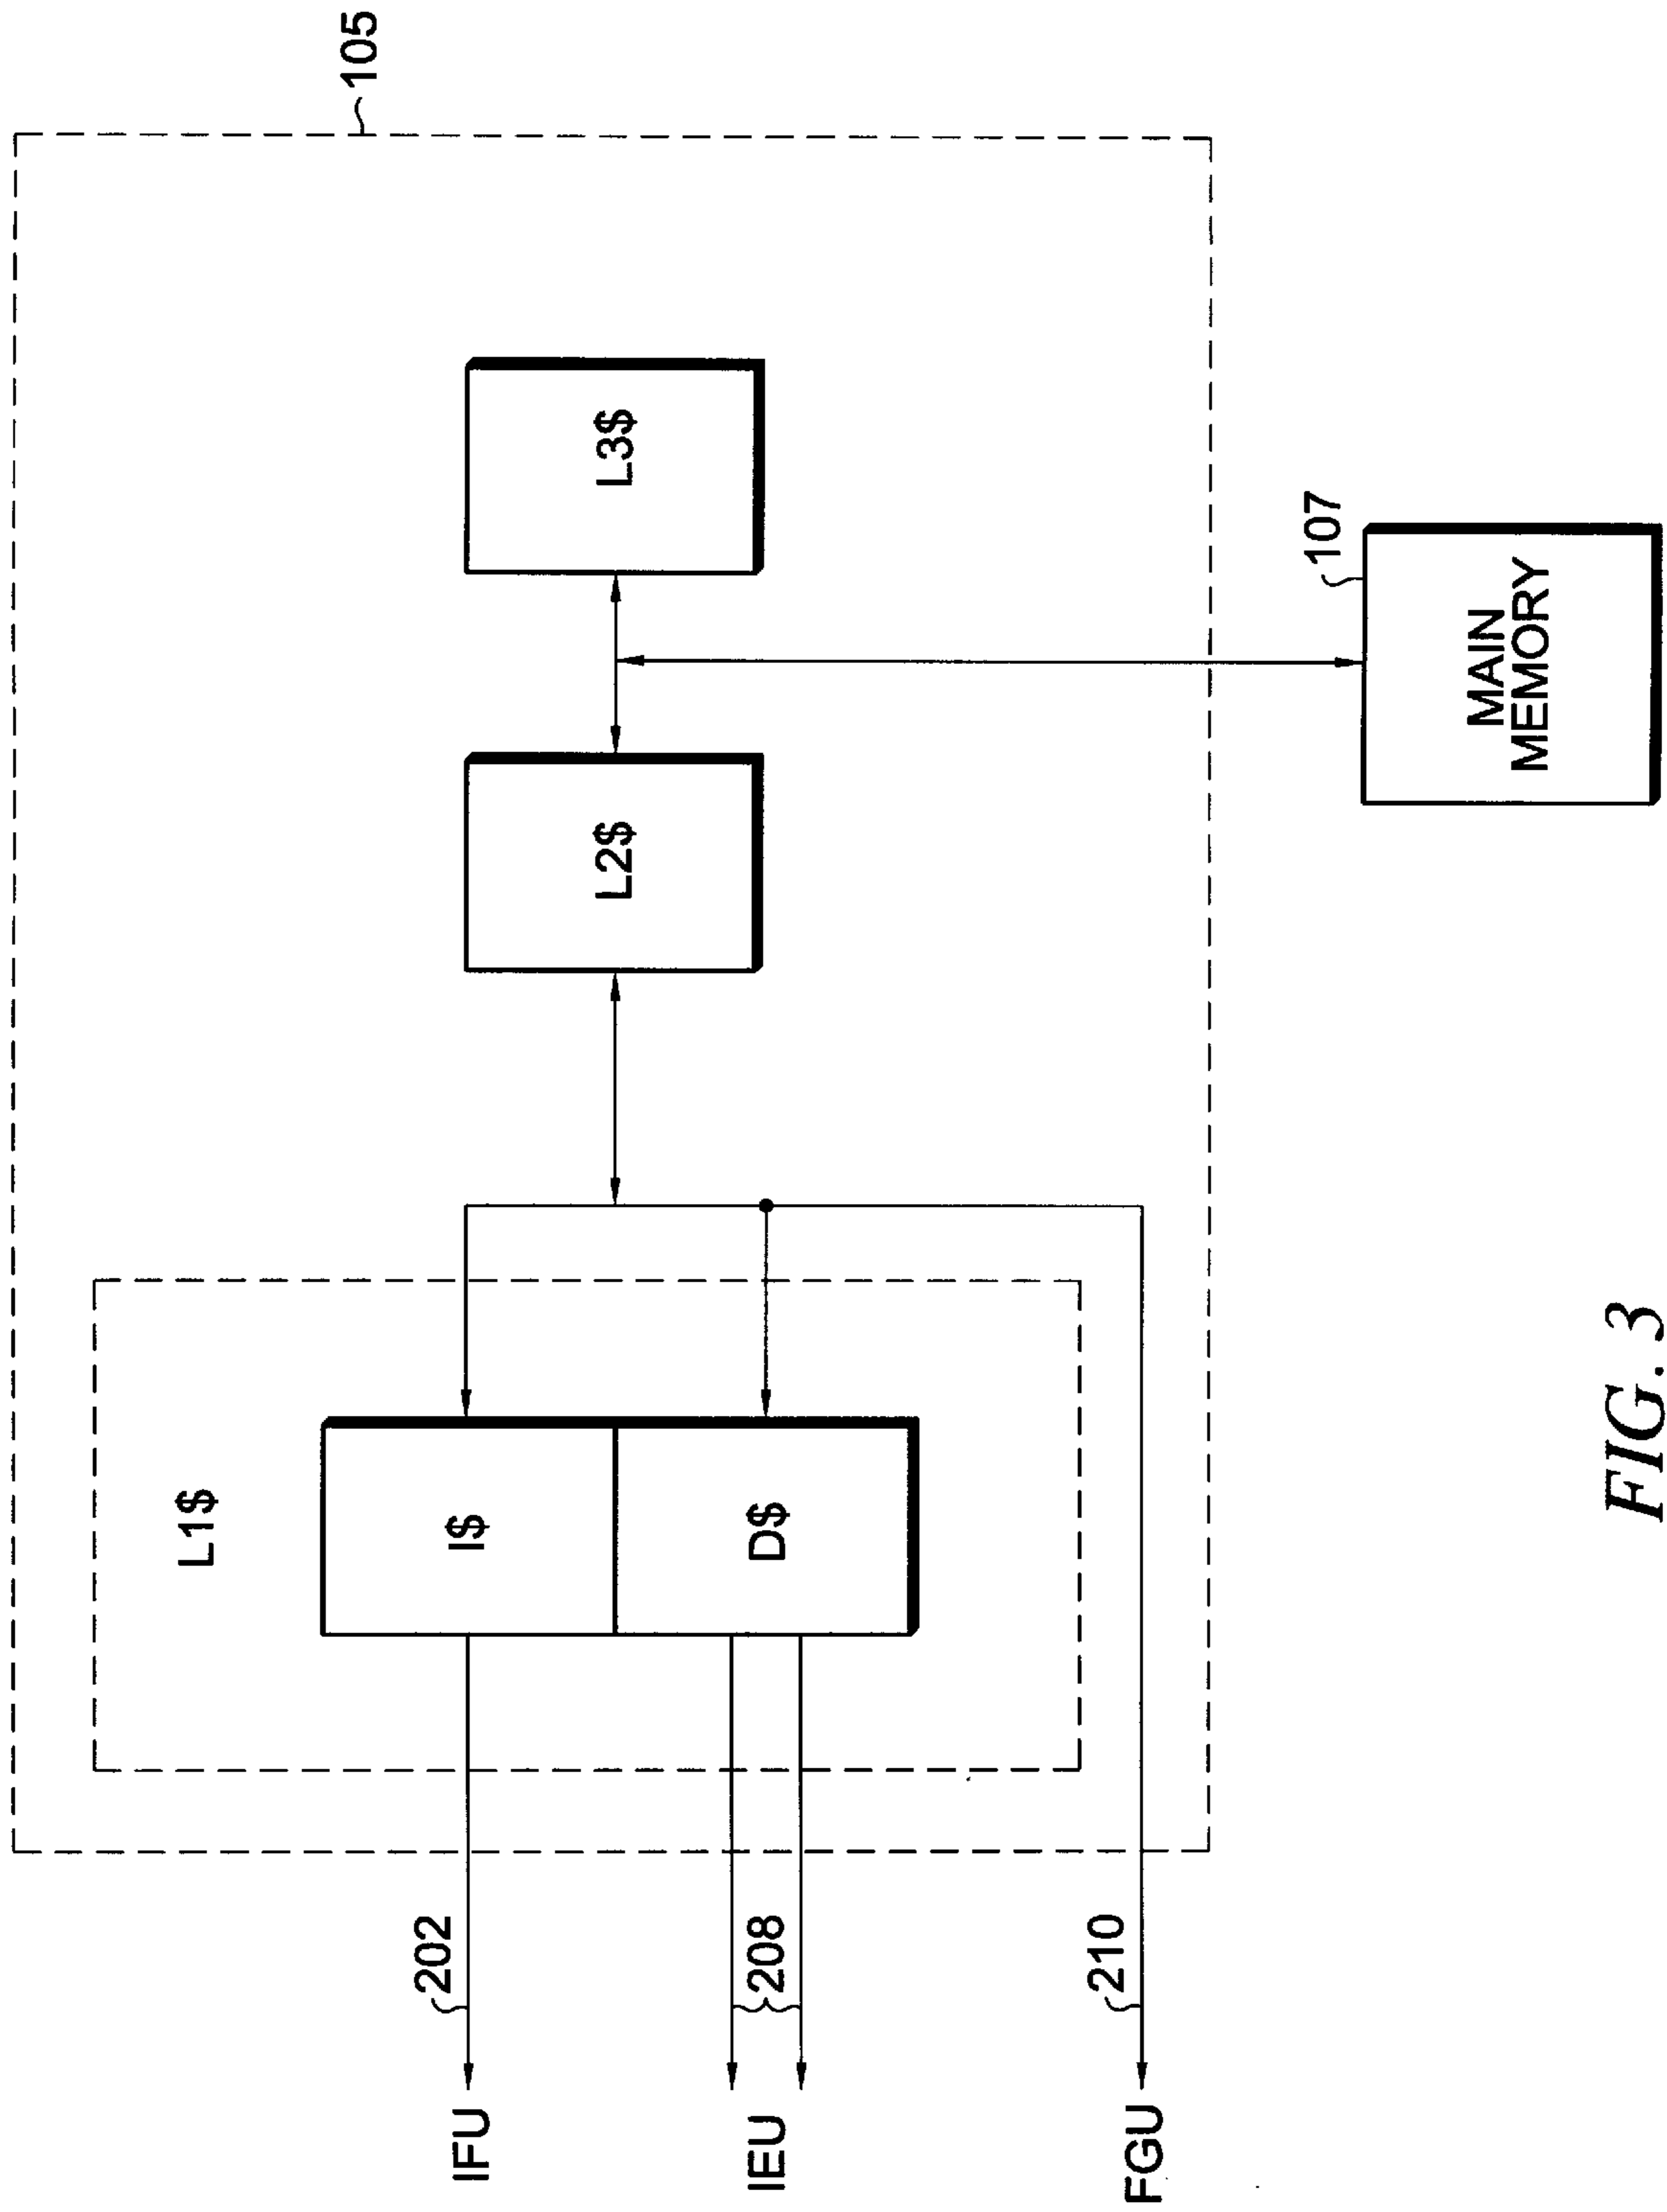 105
L1$
I$
D$
L2$
L3$
202
IFU
208
IEU
210
FGU
107
MAIN
MEMORY
FIG. 3